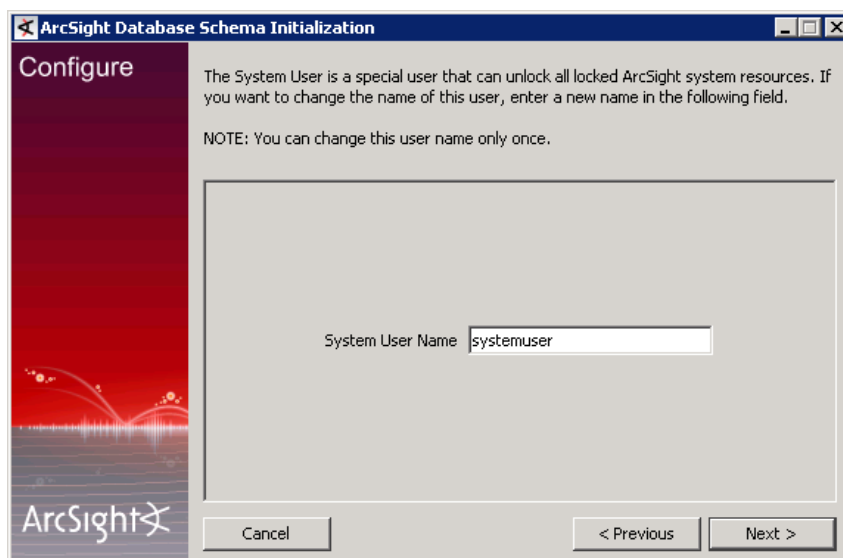 ArcSight Database Schema Initialization
Configure
The System User is a special user that can unlock all locked ArcSight system resources. If
you want to change the name of this user, enter a new name in the following field.
NOTE: You can change this user name only once.
System User Name systemuser
ArcSight
Cancel < Previous Next >